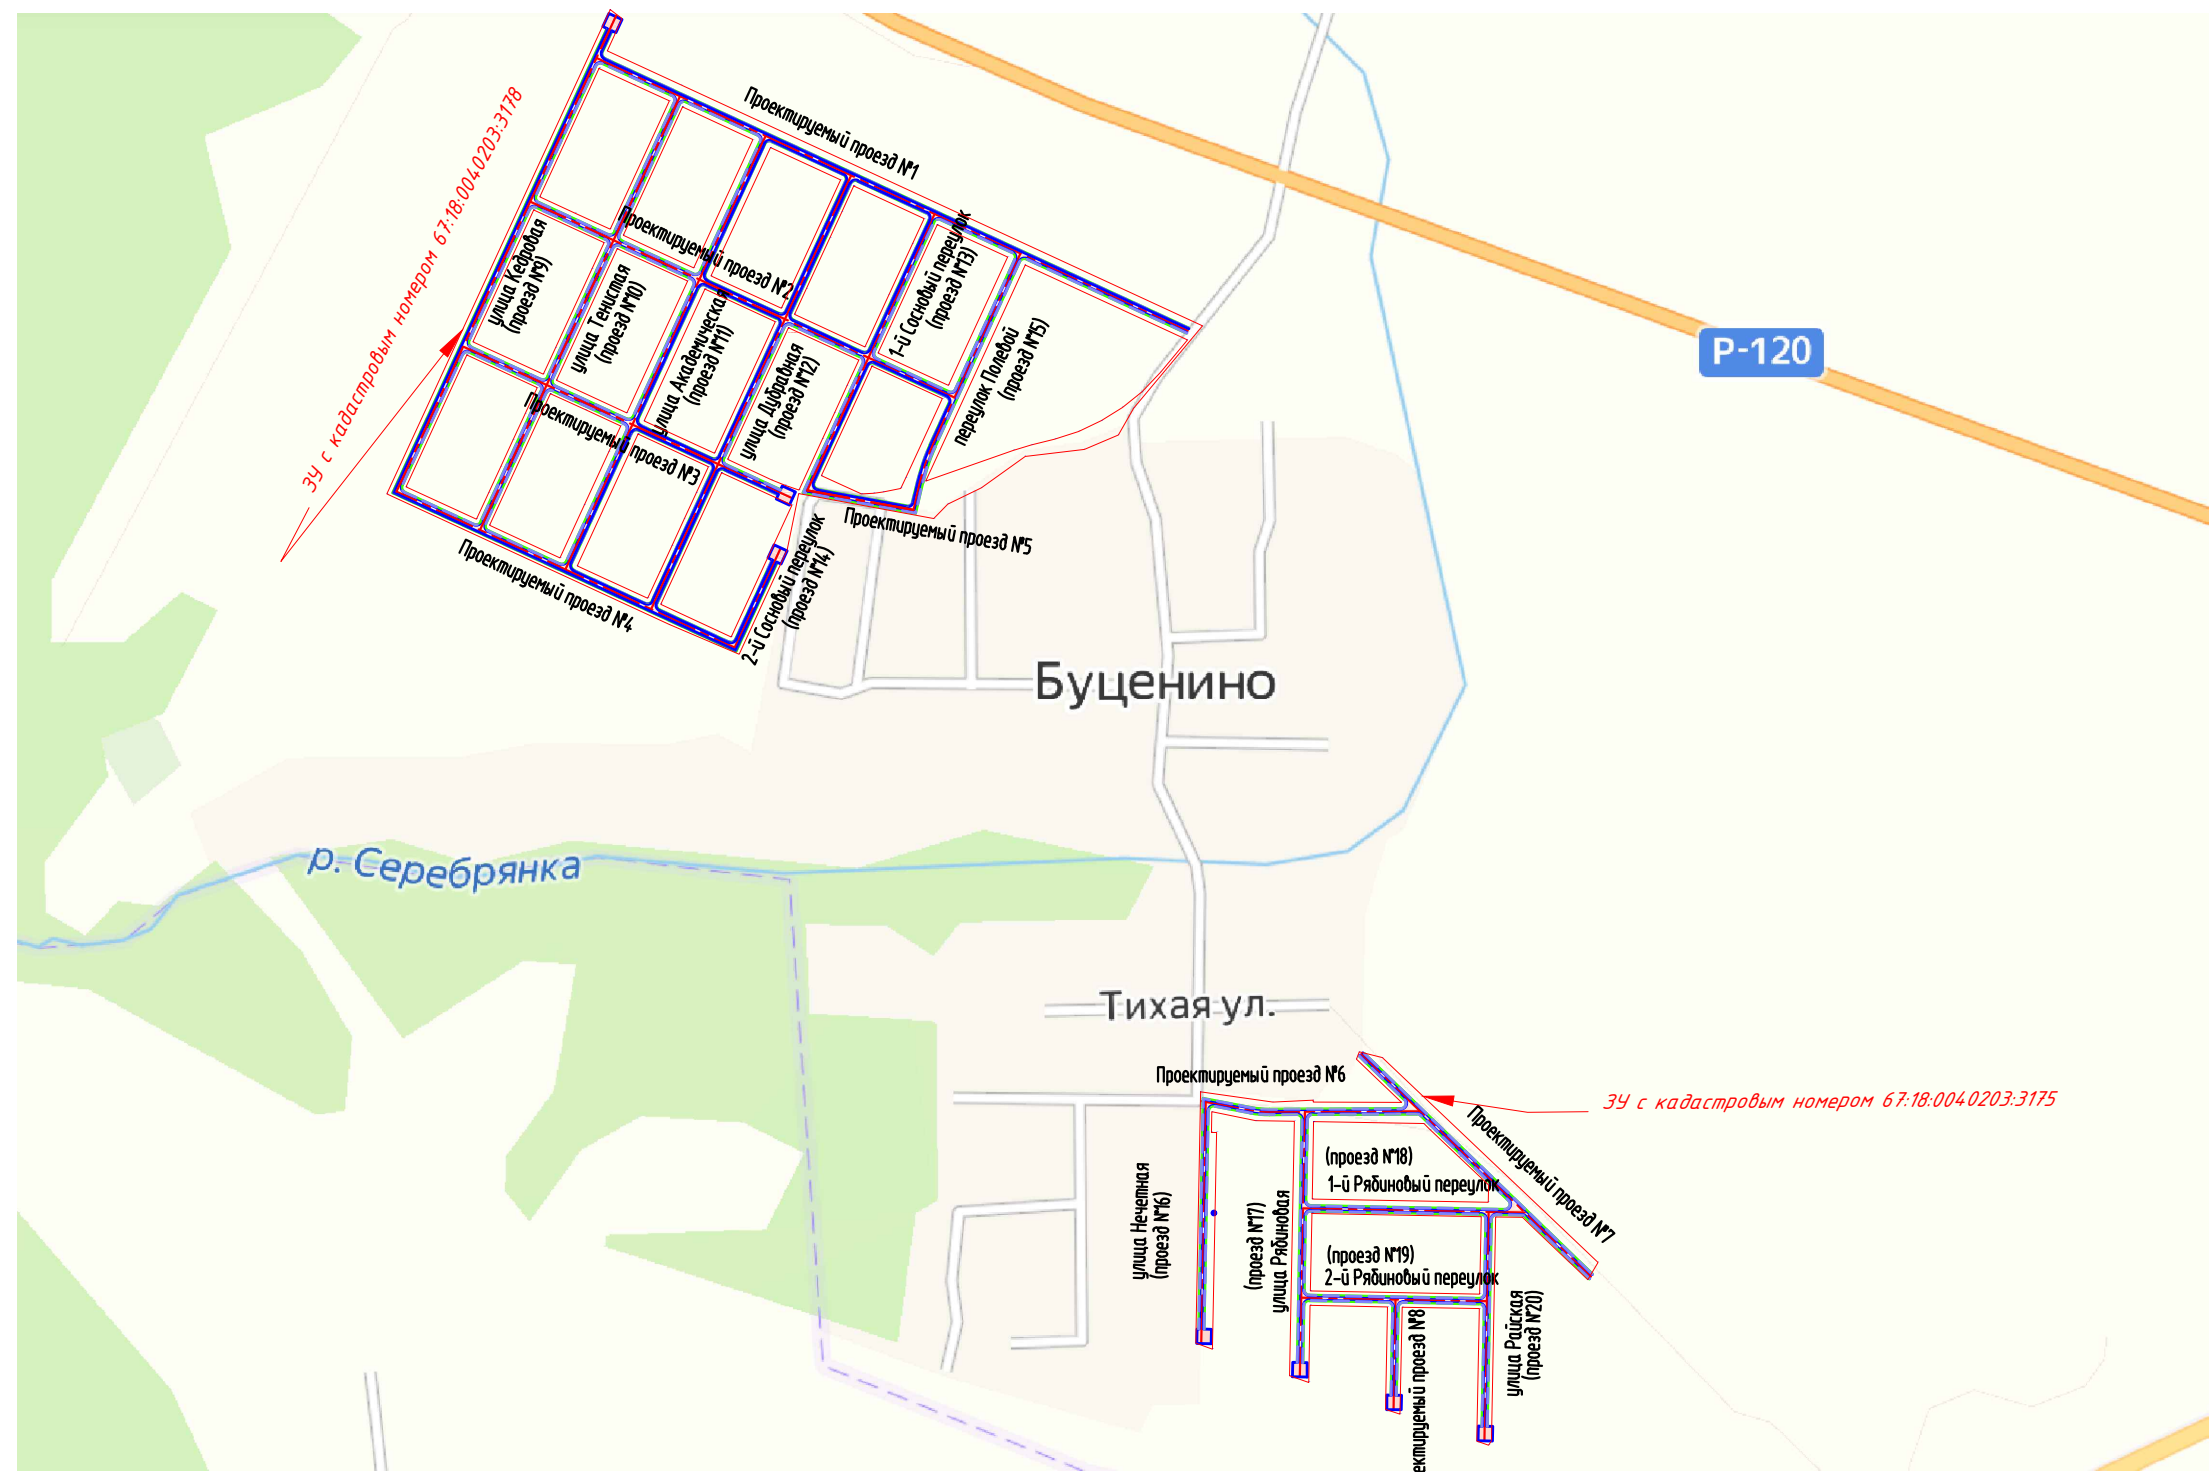 ЗУ с кадастровым номером 67:18:0040203:3178
Проектируемый проезд №1
Проектируемый проезд №2
улица Кедровая
(проезд №9)
улица Тенистая
(проезд №10)
улица Академическая
(проезд №11)
улица Дубравная
(проезд №12)
1-й Сосновый переулок
(проезд №13)
переулок Полевой
(проезд №15)
Р-120
Проектируемый проезд №3
Проектируемый проезд №4
Проектируемый проезд №5
2-й Сосновый переулок
(проезд №14)
Буценино
р. Серебрянка
Тихая ул.
Проектируемый проезд №6
ЗУ с кадастровым номером 67:18:0040203:3175
Проектируемый проезд №7
(проезд №18)
1-й Рябиновый переулок
улица Нечетная
(проезд №16)
(проезд №17)
улица Рябиновая
(проезд №19)
2-й Рябиновый переулок
улица Райская
(проезд №20)
ектируемый проезд №8